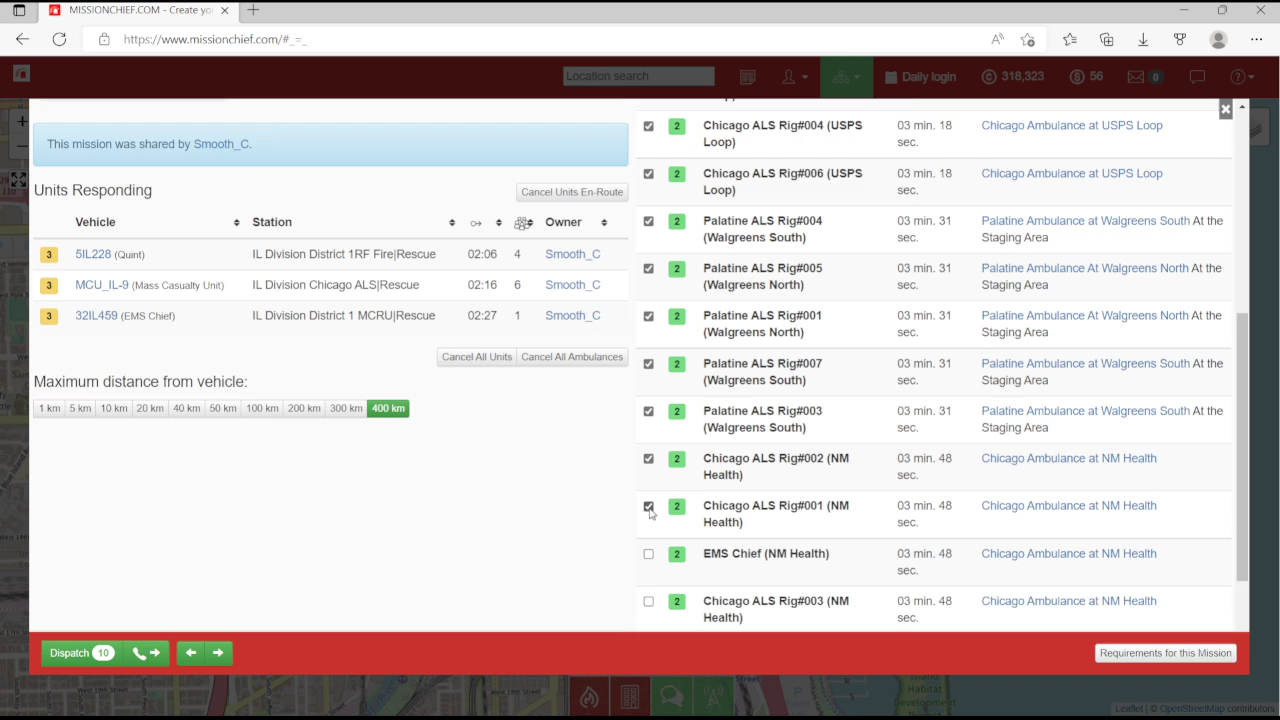 MISSIONCHIEF.COM - Create yo
https://www.missionchief.com/#_=_
Location search
Daily login
318,323
56
0
This mission was shared by Smooth_C.
Units Responding
Cancel Units En-Route
Vehicle Station Owner
3 5IL228 (Quint) IL Division District 1RF Fire|Rescue 02:06 4 Smooth_C
3 MCU_IL-9 (Mass Casualty Unit) IL Division Chicago ALS|Rescue 02:16 6 Smooth_C
3 32IL459 (EMS Chief) IL Division District 1 MCRU|Rescue 02:27 1 Smooth_C
Cancel All Units Cancel All Ambulances
Maximum distance from vehicle:
1 km 5 km 10 km 20 km 40 km 50 km 100 km 200 km 300 km 400 km
2 Chicago ALS Rig#004 (USPS 03 min. 18 Chicago Ambulance at USPS Loop
Loop) sec.
2 Chicago ALS Rig#006 (USPS 03 min. 18 Chicago Ambulance at USPS Loop
Loop) sec.
2 Palatine ALS Rig#004 03 min. 31 Palatine Ambulance at Walgreens South At the
(Walgreens South) sec. Staging Area
2 Palatine ALS Rig#005 03 min. 31 Palatine Ambulance At Walgreens North At the
(Walgreens North) sec. Staging Area
2 Palatine ALS Rig#001 03 min. 31 Palatine Ambulance At Walgreens North At the
(Walgreens North) sec. Staging Area
2 Palatine ALS Rig#007 03 min. 31 Palatine Ambulance at Walgreens South At the
(Walgreens South) sec. Staging Area
2 Palatine ALS Rig#003 03 min. 31 Palatine Ambulance at Walgreens South At the
(Walgreens South) sec. Staging Area
2 Chicago ALS Rig#002 (NM 03 min. 48 Chicago Ambulance at NM Health
Health) sec.
2 Chicago ALS Rig#001 (NM 03 min. 48 Chicago Ambulance at NM Health
Health) sec.
2 EMS Chief (NM Health) 03 min. 48 Chicago Ambulance at NM Health
sec.
2 Chicago ALS Rig#003 (NM 03 min. 48 Chicago Ambulance at NM Health
Health) sec.
Dispatch 10
Requirements for this Mission
West 19th Street
Habitat
Development
Leaflet | © OpenStreetMap contributors